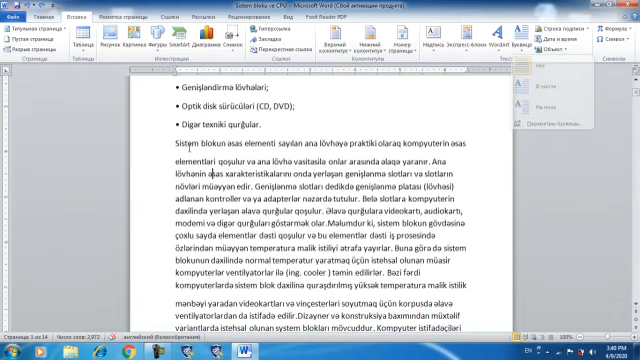 Sistem bloku ve CPU - Microsoft Word (Сбой активации продукта)
Файл Главная Вставка Разметка страницы Ссылки Рассылки Рецензирование Вид Foxit Reader PDF
Титульная страница
Пустая страница
Разрыв страницы
Таблица
Рисунок Картинка Фигуры SmartArt Диаграмма Снимок
Гиперссылка
Закладка
Перекрестная ссылка
Верхний колонтитул Нижний колонтитул Номер страницы
Надпись Экспресс-блоки WordArt Буквица
Строка подписи
Дата и время
Объект
Формула
Символ
Нет
В тексте
На поле
Параметры буквицы...
• Genişləndirmə lövhələri;
• Optik disk sürücüləri (CD, DVD);
• Digər texniki qurğular.
Sistem blokun əsas elementi sayılan ana lövhəyə praktiki olaraq kompyuterin əsas
elementləri qoşulur və ana lövhə vasitəsilə onlar arasında əlaqə yaranır. Ana
lövhənin əsas xarakteristikalarını onda yerləşən genişlənmə slotları və slotların
növləri müəyyən edir. Genişlənmə slotları dedikdə genişlənmə platası (lövhəsi)
adlanan kontroller və ya adapterlər nəzərdə tutulur. Belə slotlara kompyuterin
daxilində yerləşən əlavə qurğular qoşulur. Əlavə qurğulara videokartı, audiokartı,
modemi və digər qurğuları göstərmək olar.Məlumdur ki, sistem blokun gövdəsinə
çoxlu sayda elementlər dəsti qoşulur və bu elementlər dəsti iş prosesində
özlərindən müəyyən temperatura malik istiliyi ətrafa yayırlar. Buna görə də sistem
blokunun daxilində normal temperatur yaratmaq üçün istehsal olunan müasir
kompyuterlər ventilyatorlar ilə (ing. cooler ) təmin edilirlər. Bəzi fərdi
kompyuterlərdə sistem blok daxilinə quraşdırılmış yüksək temperatura malik istilik
mənbəyi yaradan videokartları və vinçesterləri soyutmaq üçün korpusda əlavə
ventilyatorlardan da istifadə edilir.Dizayner və konstruksiya baxımından müxtəlif
variantlarda istehsal olunan system blokları mövcuddur. Kompyuter istifadəçiləri
Страница: 1 из 14 Число слов: 2,972 английский (Великобритания) 100%
EN 3:40 PM
4/9/2020